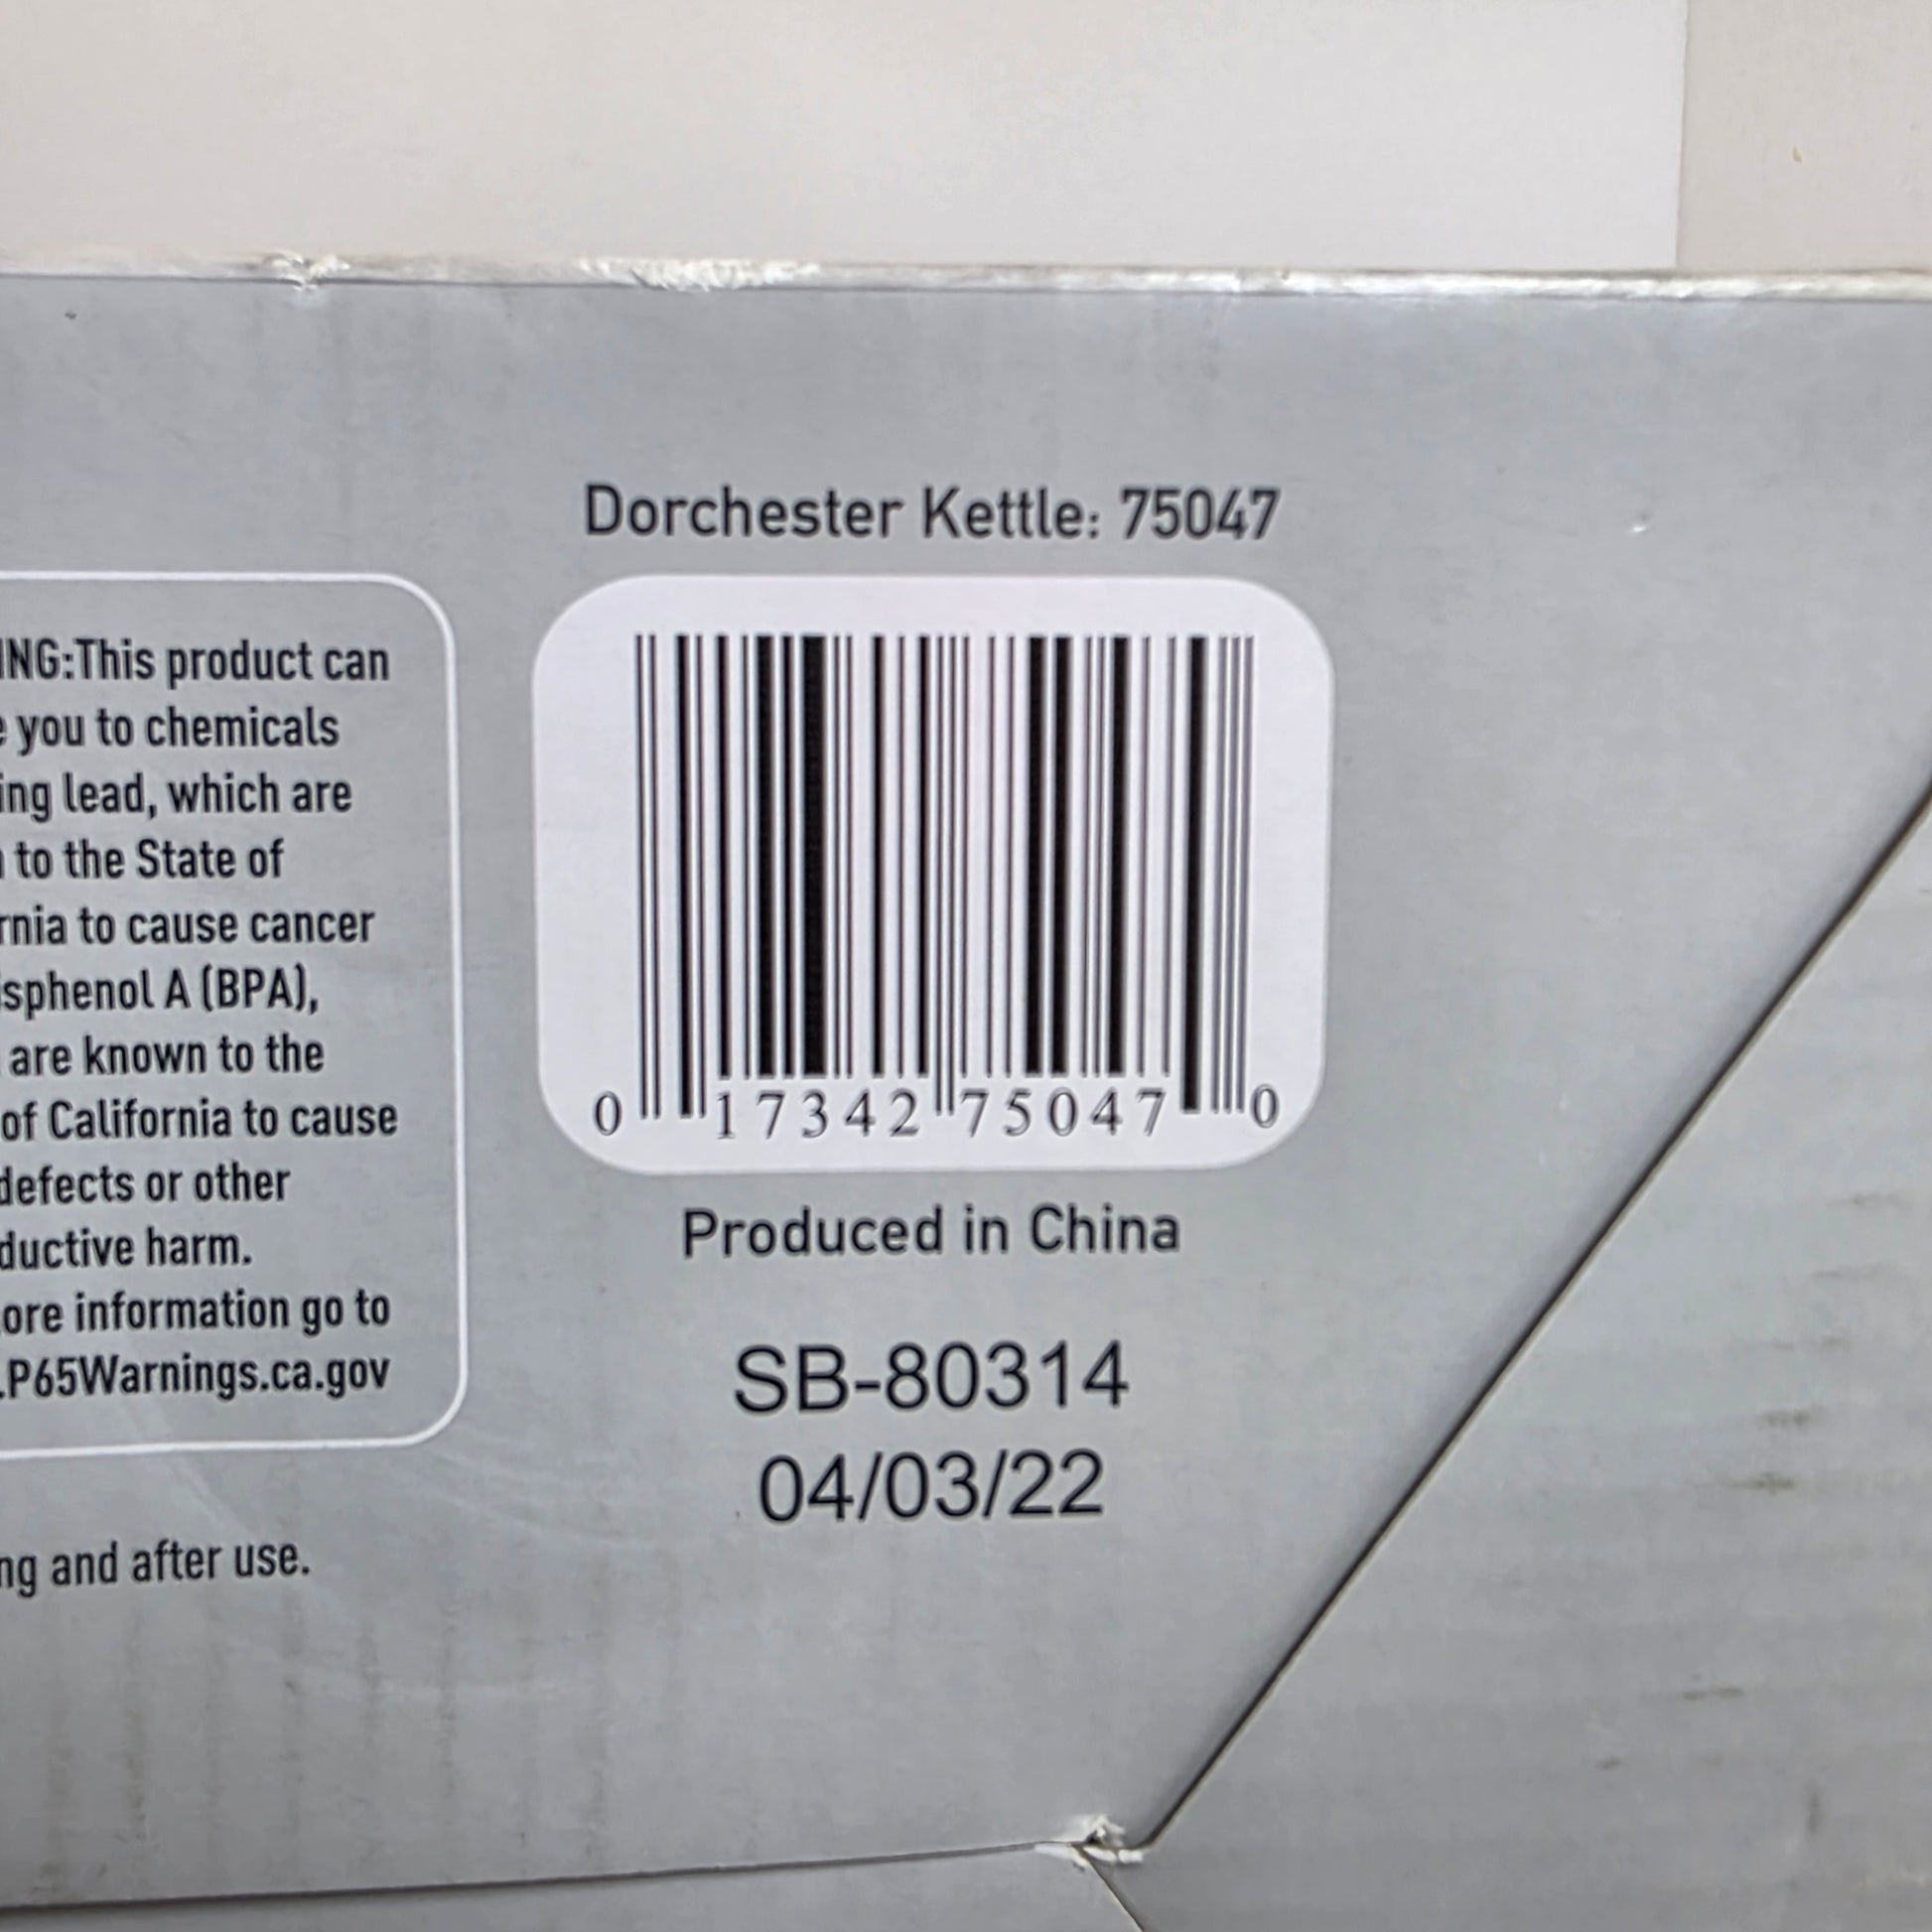 Dorchester Kettle: 75047
0 17342 75047 0
Produced in China
SB-80314
04/03/22
NG:This product can
you to chemicals
ing lead, which are
to the State of
rnia to cause cancer
isphenol A (BPA),
are known to the
of California to cause
defects or other
ductive harm.
ore information go to
.P65Warnings.ca.gov
ng and after use.